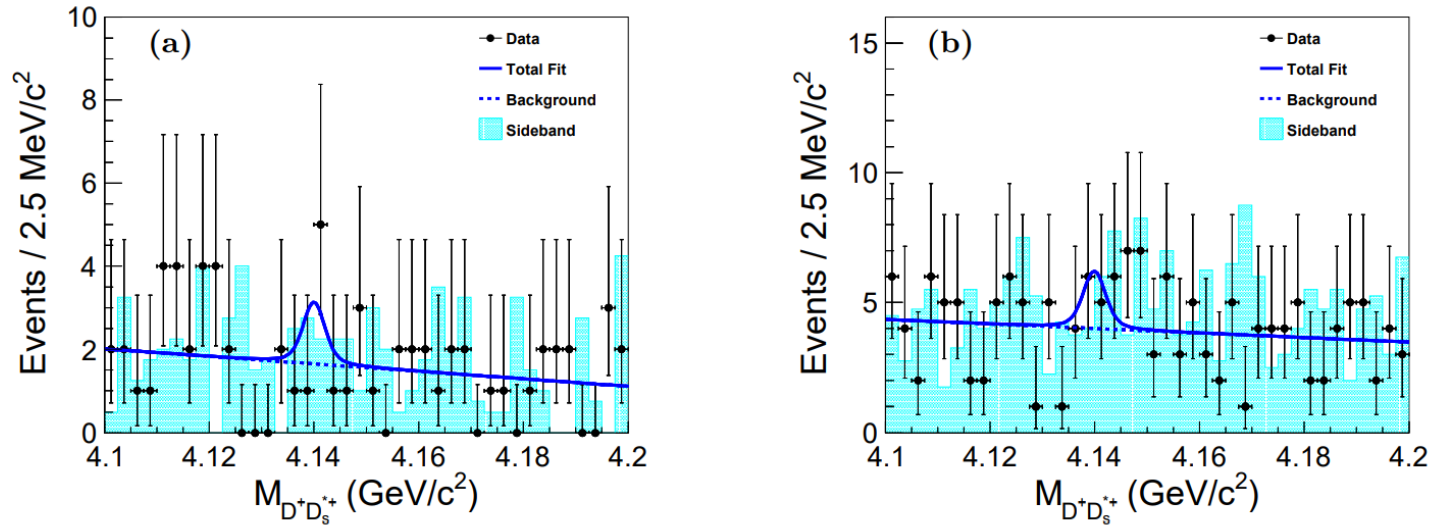 (a)
Data
Total Fit
Background
Sideband
Events / 2.5 MeV/c²
10
8
6
4
2
0
4.1 4.12 4.14 4.16 4.18 4.2
M_{D⁺D_s^{*+}} (GeV/c²)
(b)
Data
Total Fit
Background
Sideband
Events / 2.5 MeV/c²
15
10
5
0
4.1 4.12 4.14 4.16 4.18 4.2
M_{D⁺D_s^{*+}} (GeV/c²)